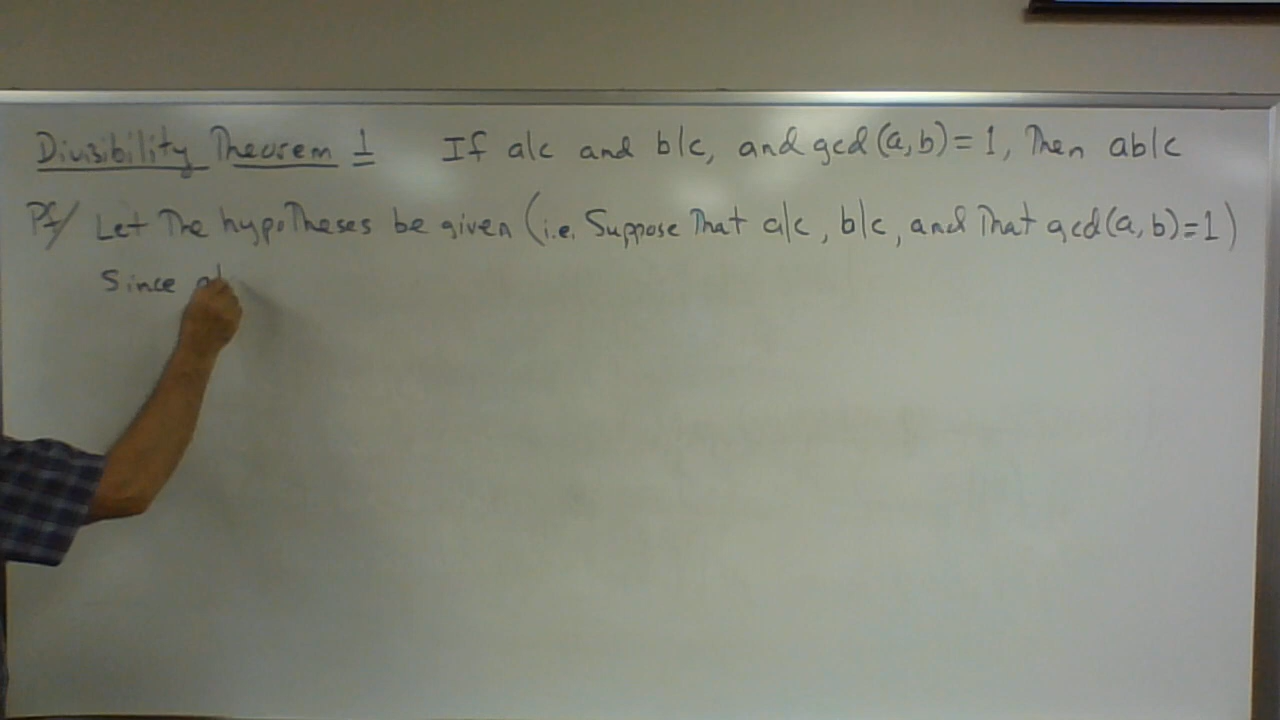 Divisibility Theorem 1 If a|c and b|c, and gcd(a,b)=1, Then ab|c
Pf/ Let The hypotheses be given (i.e. Suppose That a|c, b|c, and That gcd(a,b)=1)
Since a|